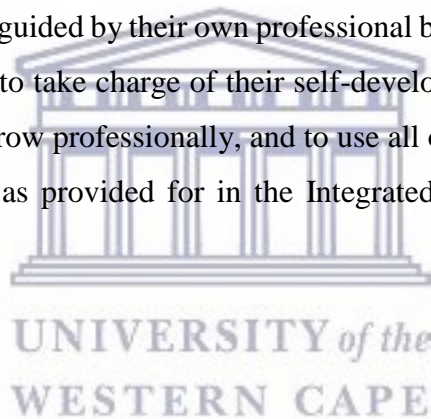 guided by their own professional b
to take charge of their self-develo
row professionally, and to use all o
as provided for in the Integrated
UNIVERSITY of the
WESTERN CAPE